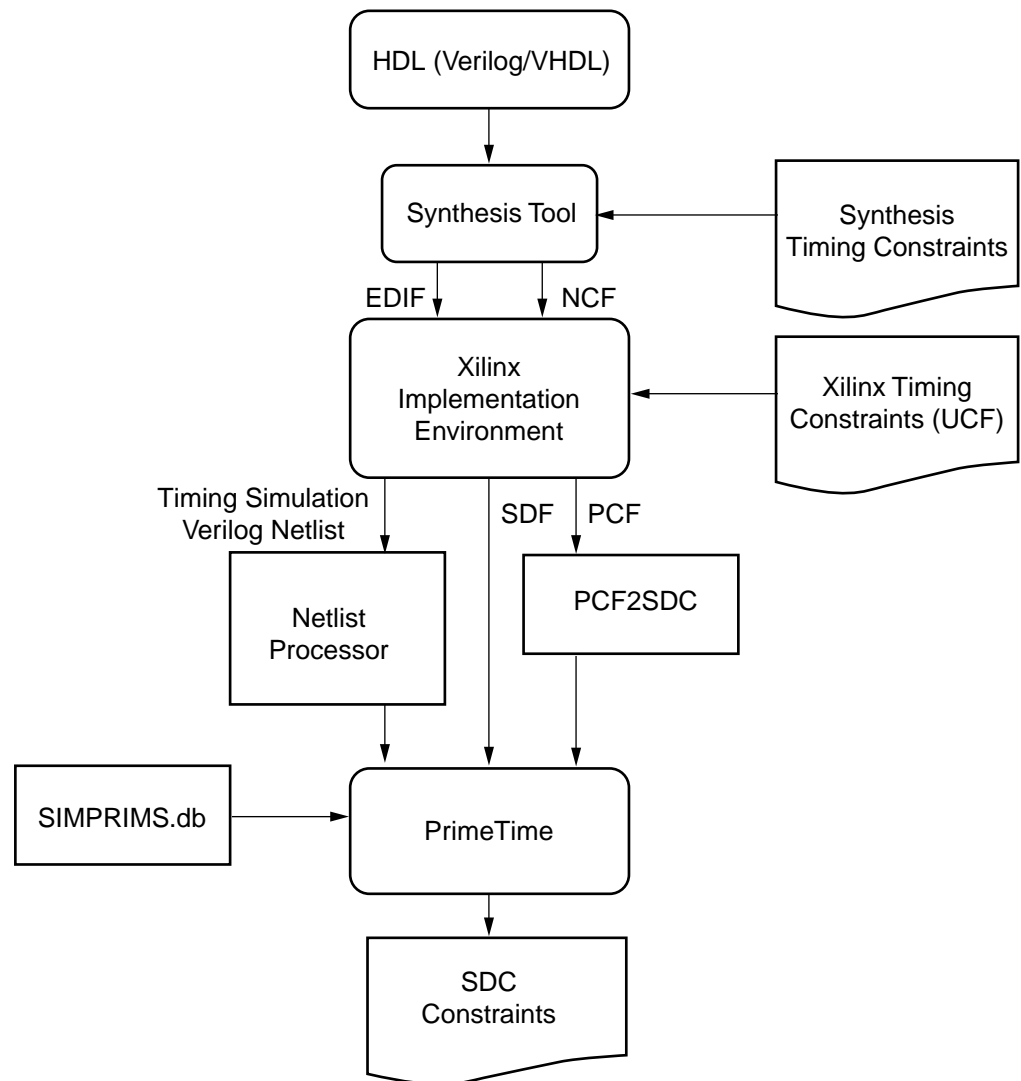 HDL (Verilog/VHDL)
Synthesis Tool
Synthesis
Timing Constraints
EDIF
NCF
Xilinx
Implementation
Environment
Xilinx Timing
Constraints (UCF)
Timing Simulation
Verilog Netlist
SDF
PCF
Netlist
Processor
PCF2SDC
SIMPRIMS.db
PrimeTime
SDC
Constraints